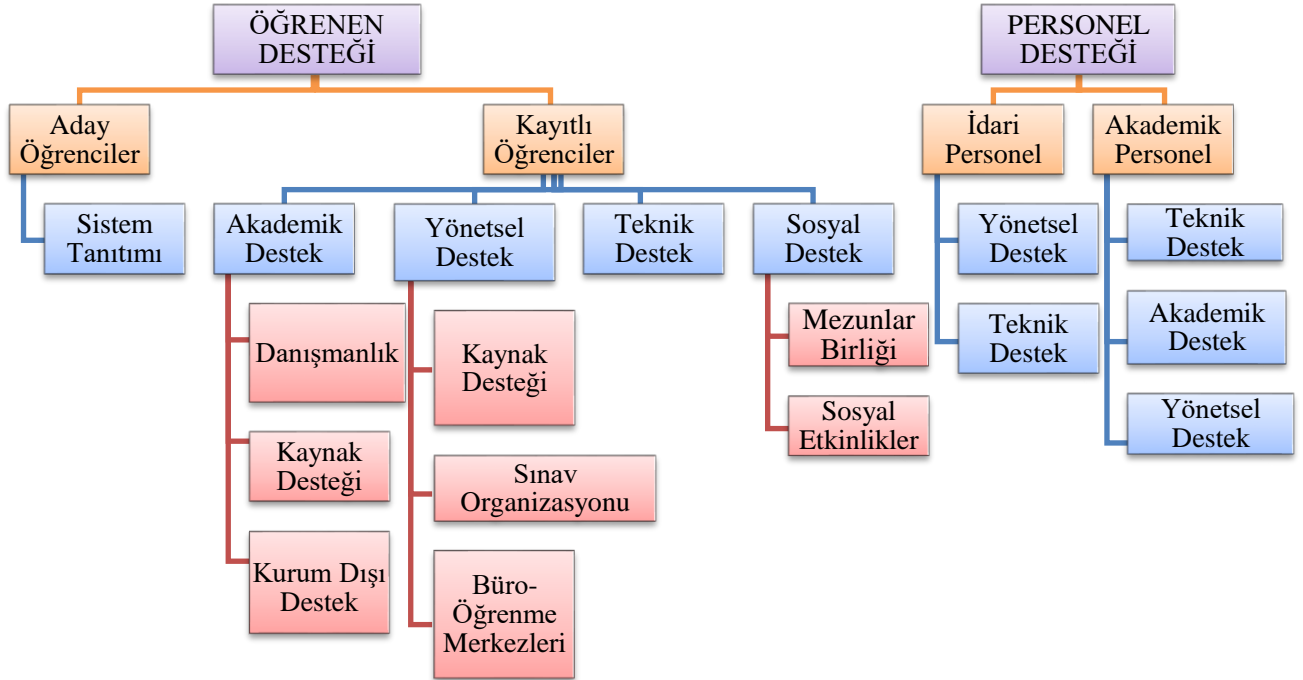 ÖĞRENEN
DESTEĞİ
Aday
Öğrenciler
Sistem
Tanıtımı
Kayıtlı
Öğrenciler
Akademik
Destek
Danışmanlık
Kaynak
Desteği
Kurum Dışı
Destek
Yönetsel
Destek
Kaynak
Desteği
Sınav
Organizasyonu
Büro-
Öğrenme
Merkezleri
Teknik
Destek
Sosyal
Destek
Mezunlar
Birliği
Sosyal
Etkinlikler
PERSONEL
DESTEĞİ
İdari
Personel
Yönetsel
Destek
Teknik
Destek
Akademik
Personel
Teknik
Destek
Akademik
Destek
Yönetsel
Destek